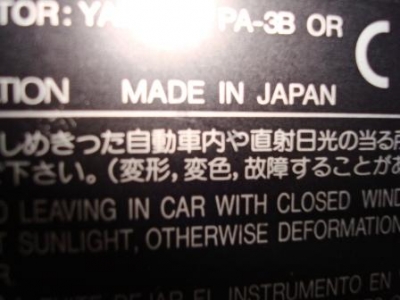 TOR: YA PA-3B OR
TION MADE IN JAPAN
しめきった自動車内や直射日光の当る所
下さい。(変形,変色,故障することがあ
LEAVING IN CAR WITH CLOSED WIND
SUNLIGHT, OTHERWISE DEFORMATION
R
DEJAR EL INSTRUMENTO EN